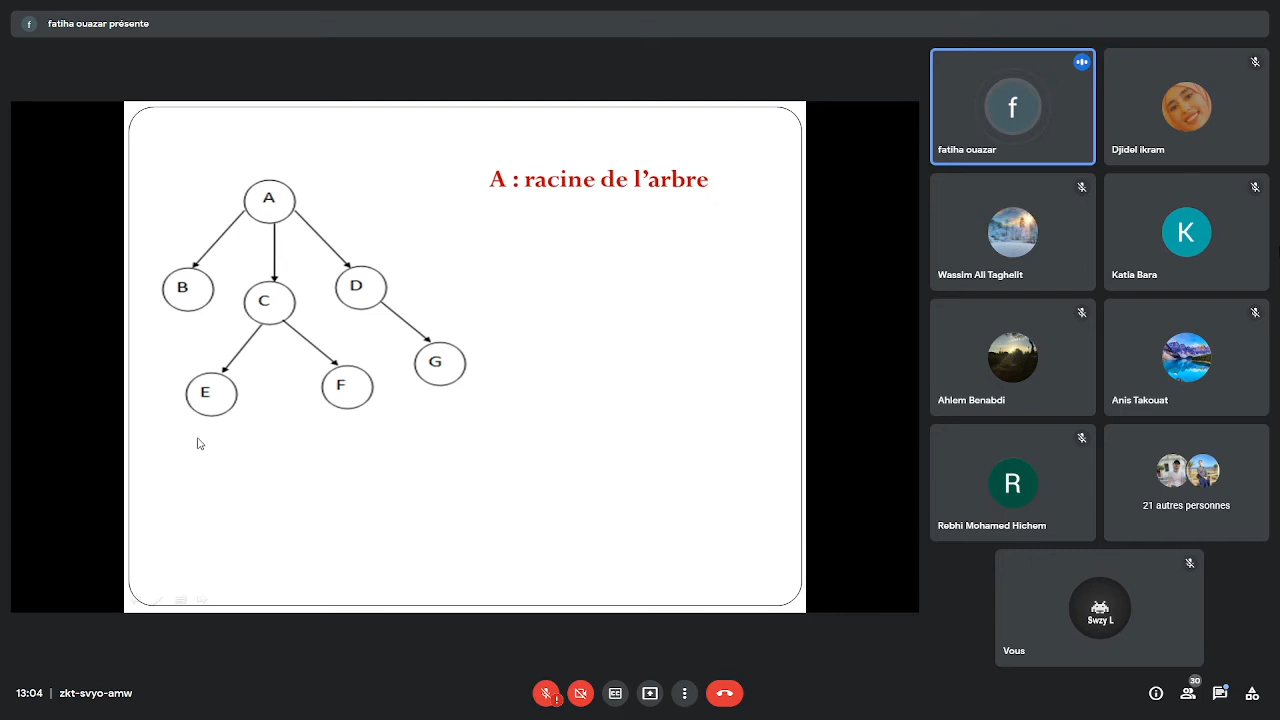 fatiha ouazar présente
A : racine de l'arbre
A
B
C
D
E
F
G
f
fatiha ouazar
Djidel ikram
Wassim Ali Taghelit
K
Katia Bara
Ahlem Benabdi
Anis Takouat
R
Rebhi Mohamed Hichem
21 autres personnes
Swzy L
Vous
13:04 | zkt-svyo-amw
30